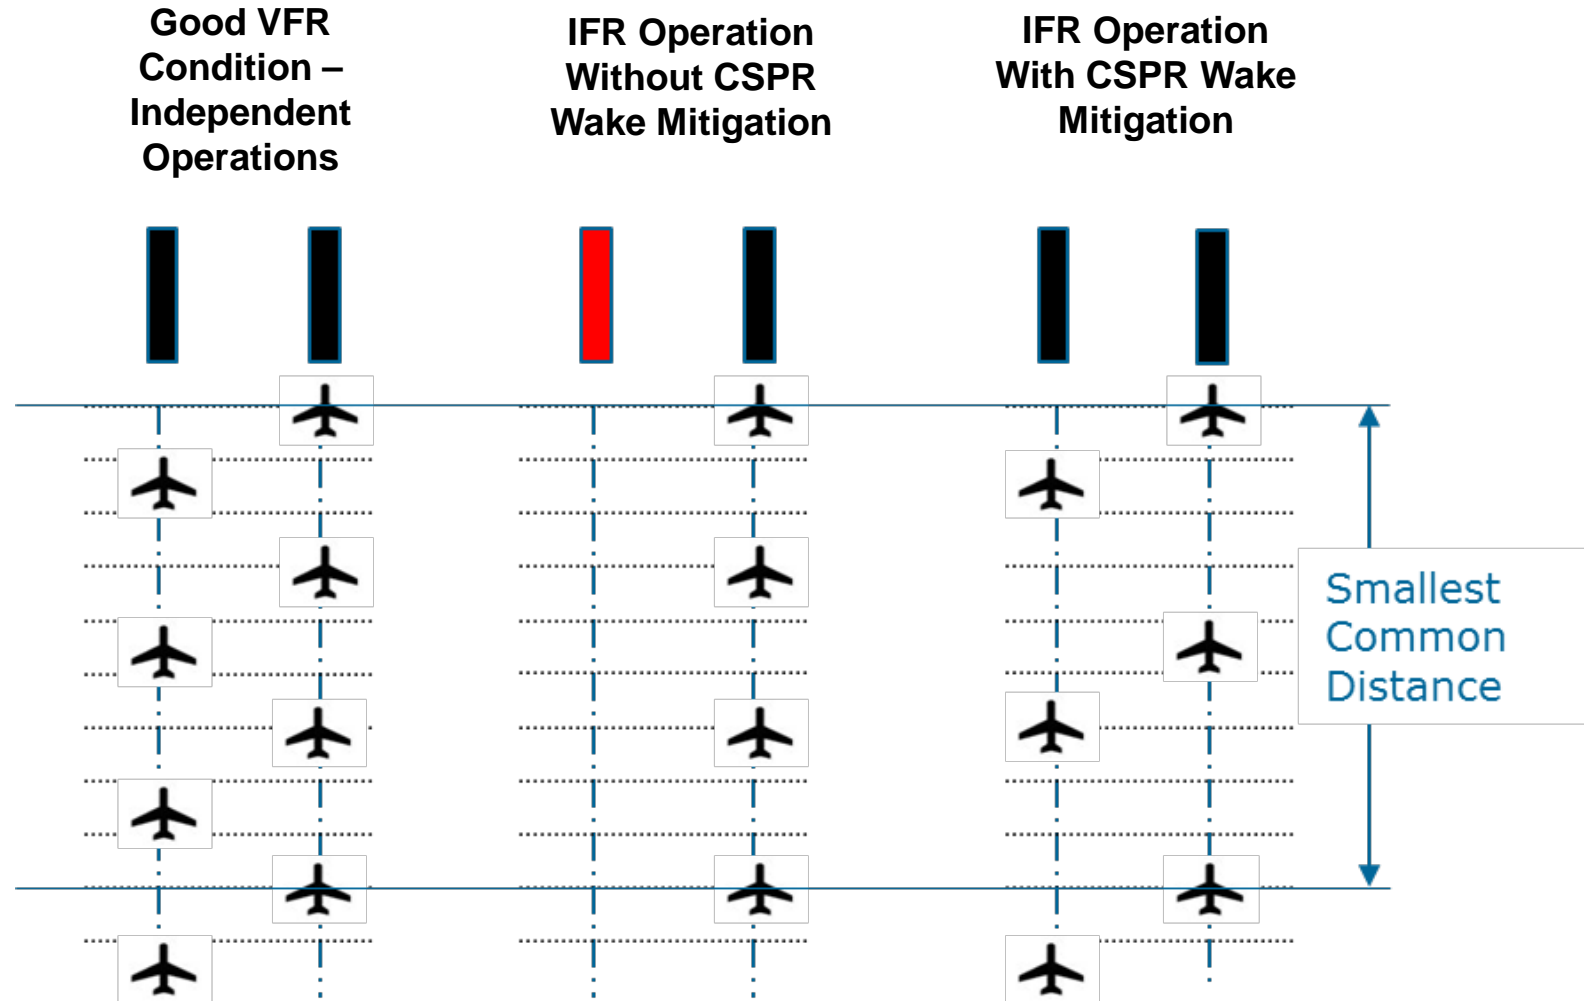 Good VFR
Condition –
Independent
Operations
IFR Operation
Without CSPR
Wake Mitigation
IFR Operation
With CSPR Wake
Mitigation
Smallest
Common
Distance